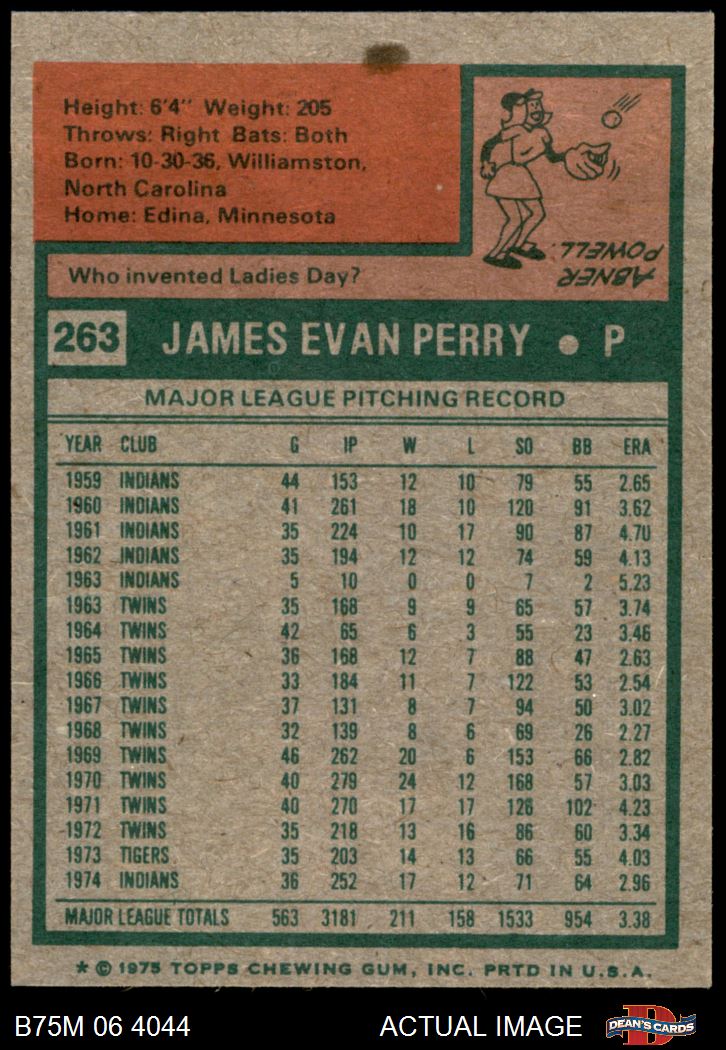 Height: 6'4" Weight: 205
Throws: Right Bats: Both
Born: 10-30-36, Williamston,
North Carolina
Home: Edina, Minnesota
ABNER
POWELL.
Who invented Ladies Day?
263 JAMES EVAN PERRY • P
MAJOR LEAGUE PITCHING RECORD
YEAR CLUB G IP W L SO BB ERA
1959 INDIANS 44 153 12 10 79 55 2.65
1960 INDIANS 41 261 18 10 120 91 3.62
1961 INDIANS 35 224 10 17 90 87 4.70
1962 INDIANS 35 194 12 12 74 59 4.13
1963 INDIANS 5 10 0 0 7 2 5.23
1963 TWINS 35 168 9 9 65 57 3.74
1964 TWINS 42 65 6 3 55 23 3.46
1965 TWINS 36 168 12 7 88 47 2.63
1966 TWINS 33 184 11 7 122 53 2.54
1967 TWINS 37 131 8 7 94 50 3.02
1968 TWINS 32 139 8 6 69 26 2.27
1969 TWINS 46 262 20 6 153 66 2.82
1970 TWINS 40 279 24 12 168 57 3.03
1971 TWINS 40 270 17 17 126 102 4.23
1972 TWINS 35 218 13 16 86 60 3.34
1973 TIGERS 35 203 14 13 66 55 4.03
1974 INDIANS 36 252 17 12 71 64 2.96
MAJOR LEAGUE TOTALS 563 3181 211 158 1533 954 3.38
* © 1975 TOPPS CHEWING GUM, INC. PRTD IN U.S.A.
B75M 06 4044 ACTUAL IMAGE D DEAN'S CARDS